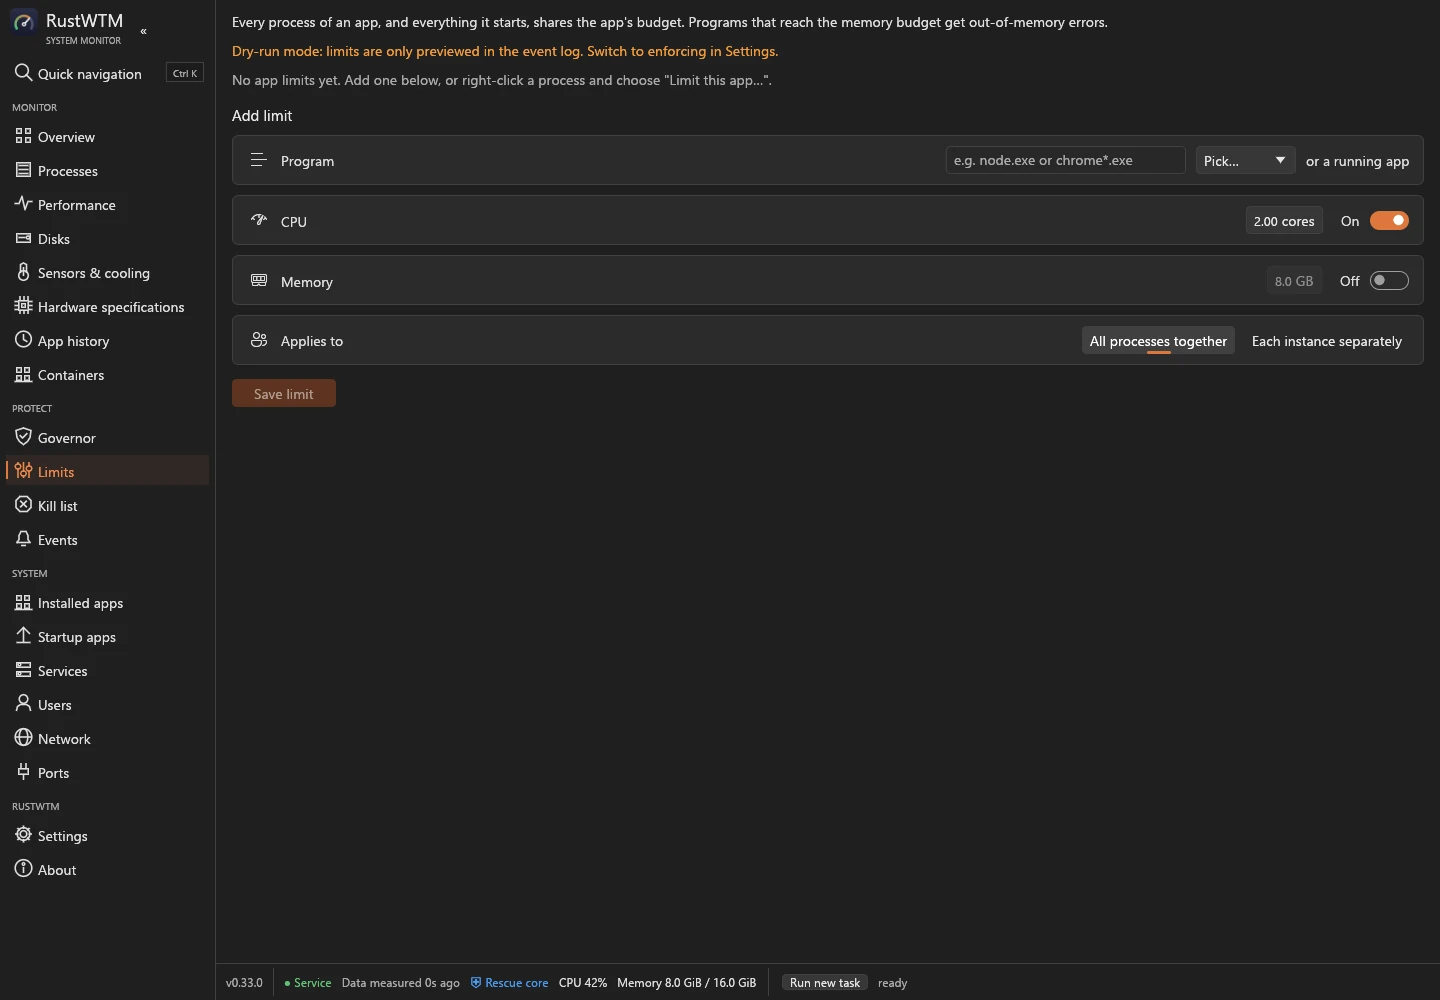 RustWTM
SYSTEM MONITOR
«
Quick navigation
Ctrl K
MONITOR
Overview
Processes
Performance
Disks
Sensors & cooling
Hardware specifications
App history
Containers
PROTECT
Governor
Limits
Kill list
Events
SYSTEM
Installed apps
Startup apps
Services
Users
Network
Ports
RUSTWTM
Settings
About
Every process of an app, and everything it starts, shares the app's budget. Programs that reach the memory budget get out-of-memory errors.
Dry-run mode: limits are only previewed in the event log. Switch to enforcing in Settings.
No app limits yet. Add one below, or right-click a process and choose "Limit this app...".
Add limit
Program
e.g. node.exe or chrome*.exe
Pick...
or a running app
CPU
2.00 cores
On
Memory
8.0 GB
Off
Applies to
All processes together
Each instance separately
Save limit
v0.33.0
Service
Data measured 0s ago
Rescue core
CPU 42%
Memory 8.0 GiB / 16.0 GiB
Run new task
ready